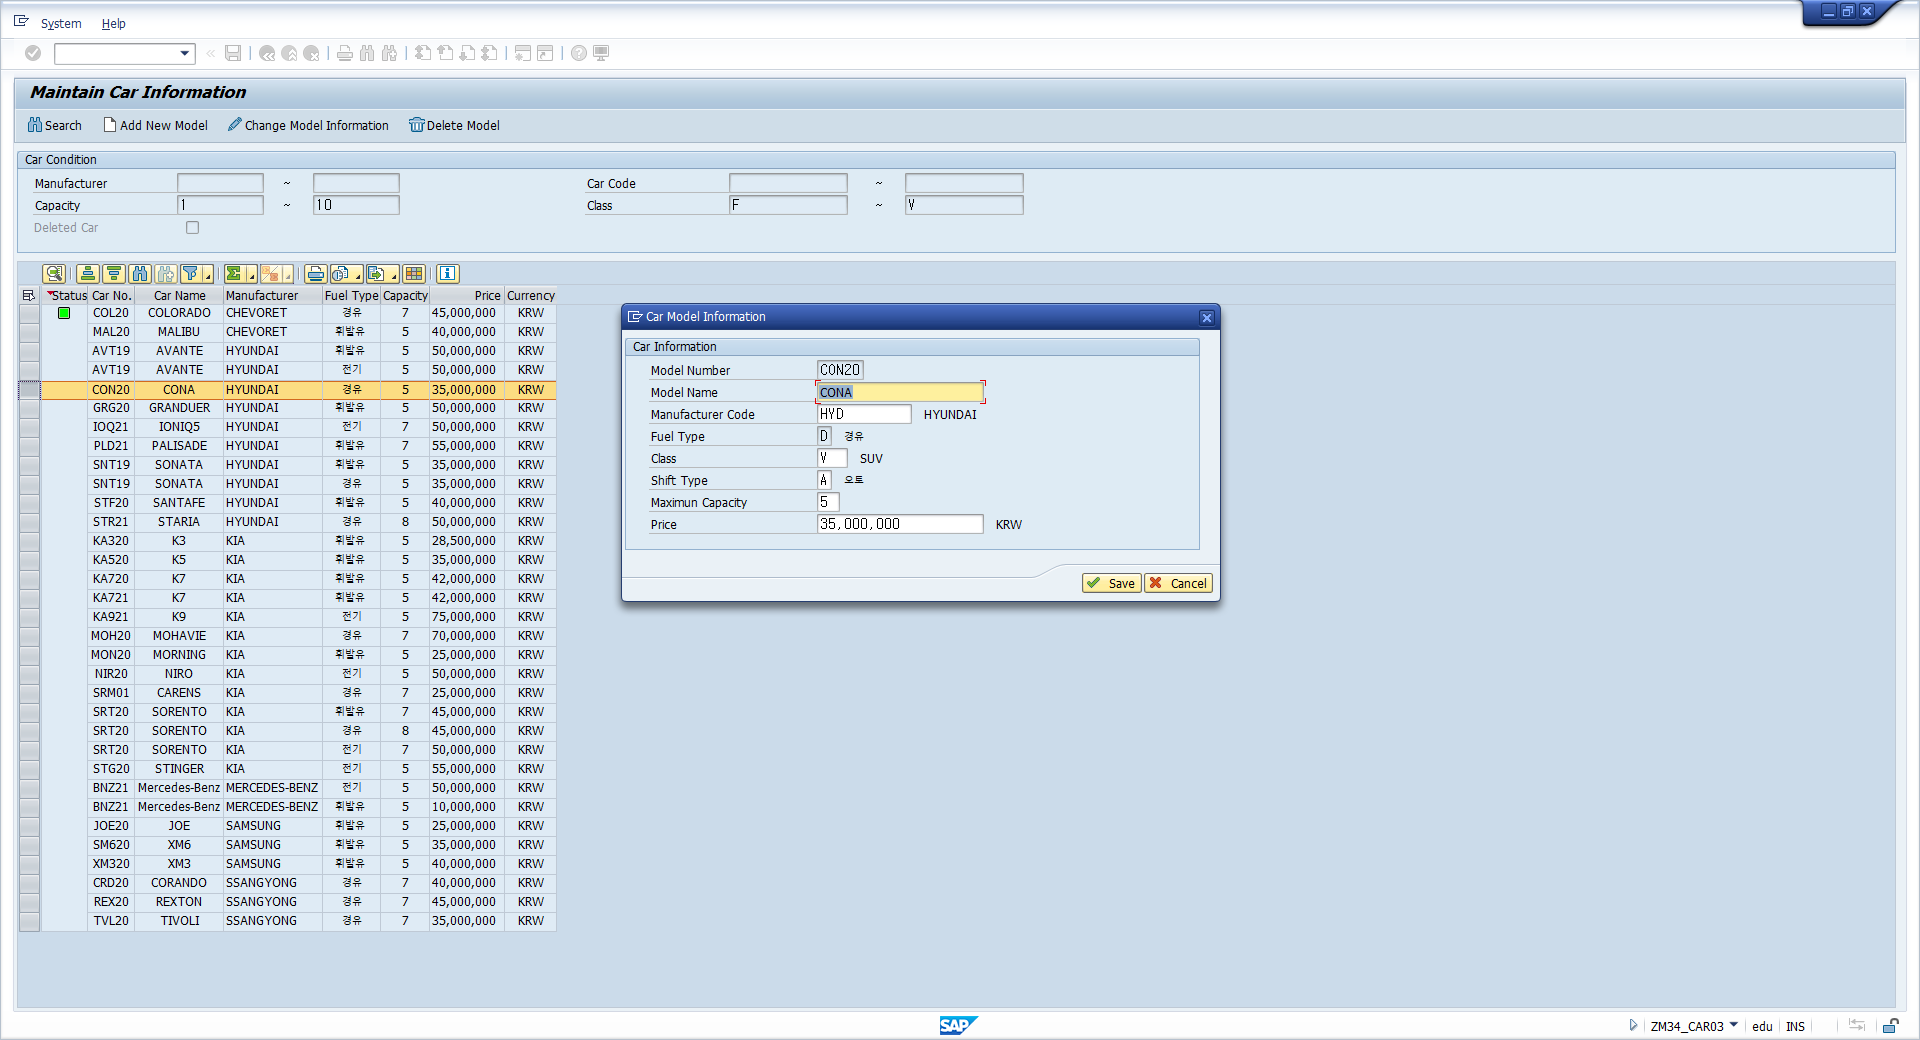 System Help
Maintain Car Information
Search Add New Model Change Model Information Delete Model
Car Condition
Manufacturer ~ Car Code ~
Capacity 1 ~ 10 Class F ~ V
Deleted Car
Status Car No. Car Name Manufacturer Fuel Type Capacity Price Currency
COL20 COLORADO CHEVORET 경유 7 45,000,000 KRW
MAL20 MALIBU CHEVORET 휘발유 5 40,000,000 KRW
AVT19 AVANTE HYUNDAI 휘발유 5 50,000,000 KRW
AVT19 AVANTE HYUNDAI 전기 5 50,000,000 KRW
CON20 CONA HYUNDAI 경유 5 35,000,000 KRW
GRG20 GRANDUER HYUNDAI 휘발유 5 50,000,000 KRW
IOQ21 IONIQ5 HYUNDAI 전기 7 50,000,000 KRW
PLD21 PALISADE HYUNDAI 휘발유 7 55,000,000 KRW
SNT19 SONATA HYUNDAI 휘발유 5 35,000,000 KRW
SNT19 SONATA HYUNDAI 경유 5 35,000,000 KRW
STF20 SANTAFE HYUNDAI 휘발유 5 40,000,000 KRW
STR21 STARIA HYUNDAI 경유 8 50,000,000 KRW
KA320 K3 KIA 휘발유 5 28,500,000 KRW
KA520 K5 KIA 휘발유 5 35,000,000 KRW
KA720 K7 KIA 휘발유 5 42,000,000 KRW
KA721 K7 KIA 휘발유 5 42,000,000 KRW
KA921 K9 KIA 전기 5 75,000,000 KRW
MOH20 MOHAVIE KIA 경유 7 70,000,000 KRW
MON20 MORNING KIA 휘발유 5 25,000,000 KRW
NIR20 NIRO KIA 전기 5 50,000,000 KRW
SRM01 CARENS KIA 경유 7 25,000,000 KRW
SRT20 SORENTO KIA 휘발유 7 45,000,000 KRW
SRT20 SORENTO KIA 경유 8 45,000,000 KRW
SRT20 SORENTO KIA 전기 7 50,000,000 KRW
STG20 STINGER KIA 전기 5 55,000,000 KRW
BNZ21 Mercedes-Benz MERCEDES-BENZ 전기 5 50,000,000 KRW
BNZ21 Mercedes-Benz MERCEDES-BENZ 휘발유 5 10,000,000 KRW
JOE20 JOE SAMSUNG 휘발유 5 25,000,000 KRW
SM620 XM6 SAMSUNG 휘발유 5 35,000,000 KRW
XM320 XM3 SAMSUNG 휘발유 5 40,000,000 KRW
CRD20 CORANDO SSANGYONG 경유 7 40,000,000 KRW
REX20 REXTON SSANGYONG 경유 7 45,000,000 KRW
TVL20 TIVOLI SSANGYONG 경유 7 35,000,000 KRW
Car Model Information
Car Information
Model Number CON20
Model Name CONA
Manufacturer Code HYD HYUNDAI
Fuel Type D 경유
Class V SUV
Shift Type A 오토
Maximun Capacity 5
Price 35,000,000 KRW
Save Cancel
SAP
ZM34_CAR03 edu INS